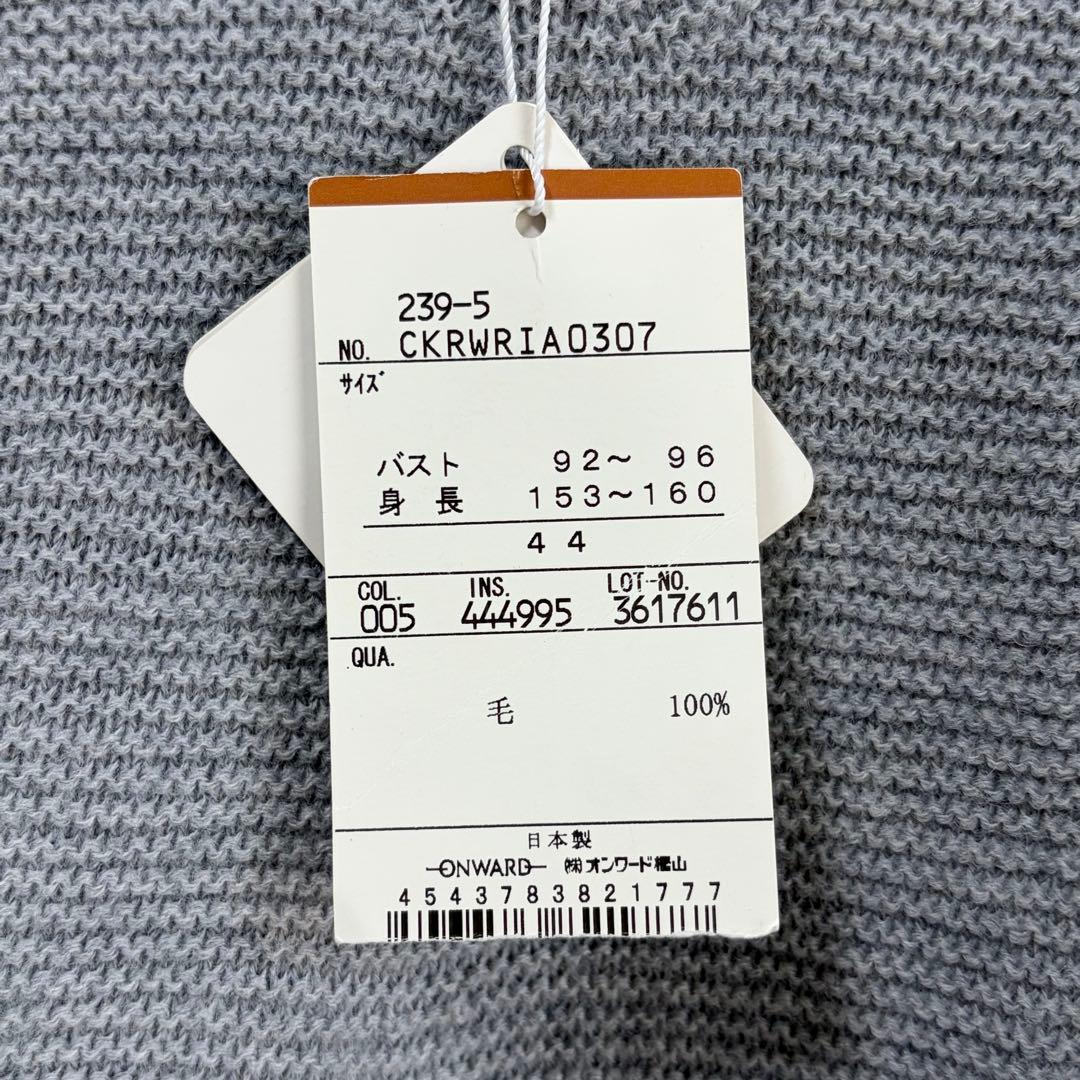 239-5
NO. CKRWRIA0307
サイズ
バスト 92～ 96
身長 153～160
44
COL. INS. LOT-NO.
005 444995 3617611
QUA.
毛 100%
日本製
ONWARD ㈱オンワード樫山
4543783821777